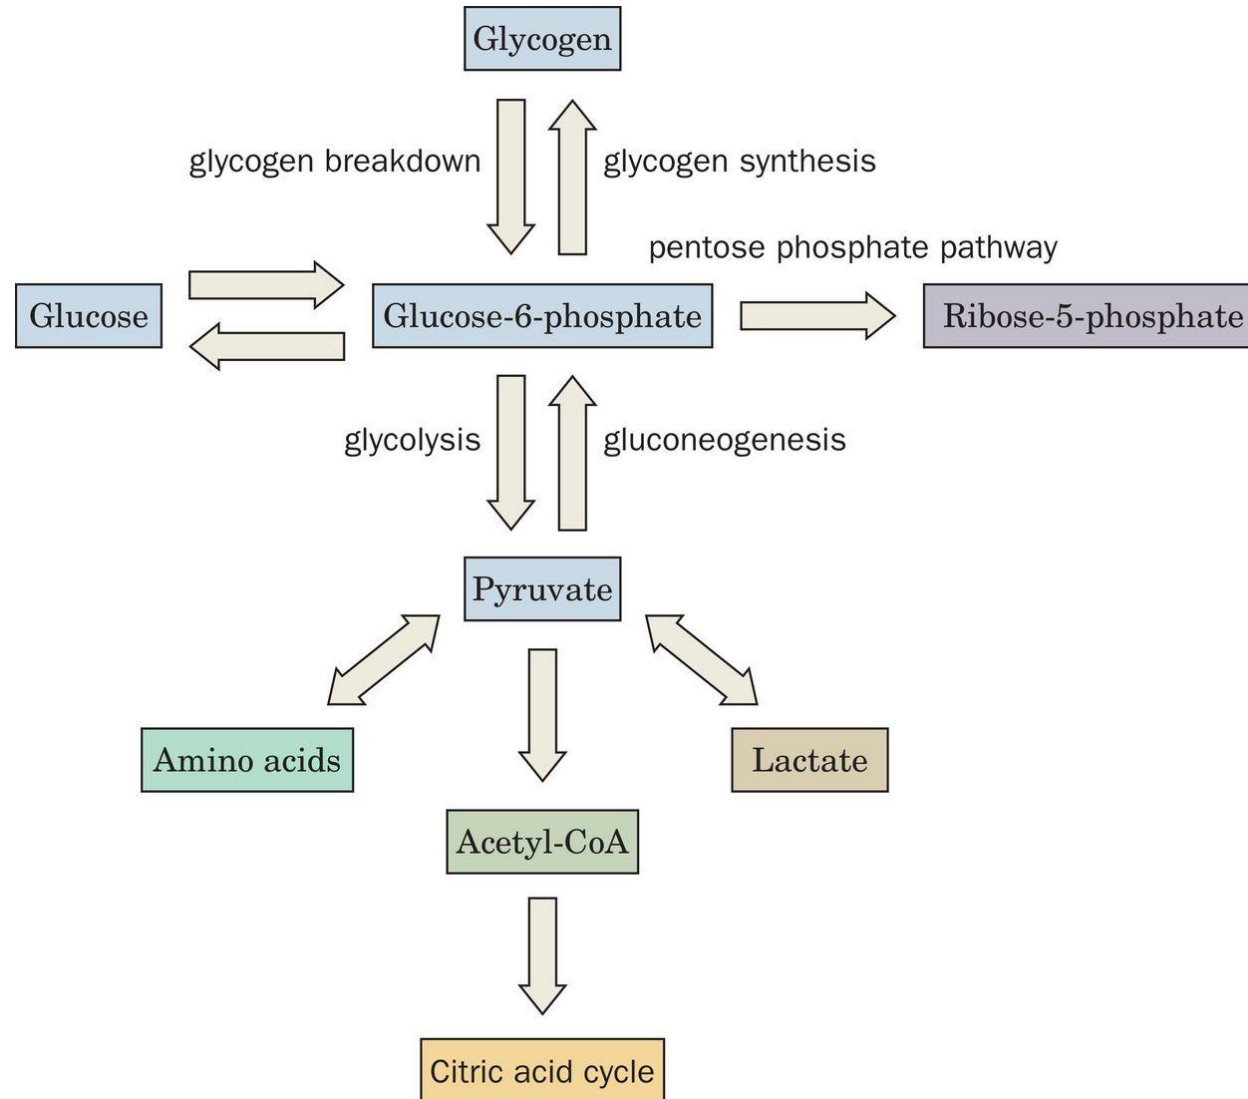 Glycogen
glycogen breakdown
glycogen synthesis
pentose phosphate pathway
Glucose
Glucose-6-phosphate
Ribose-5-phosphate
glycolysis
gluconeogenesis
Pyruvate
Amino acids
Lactate
Acetyl-CoA
Citric acid cycle